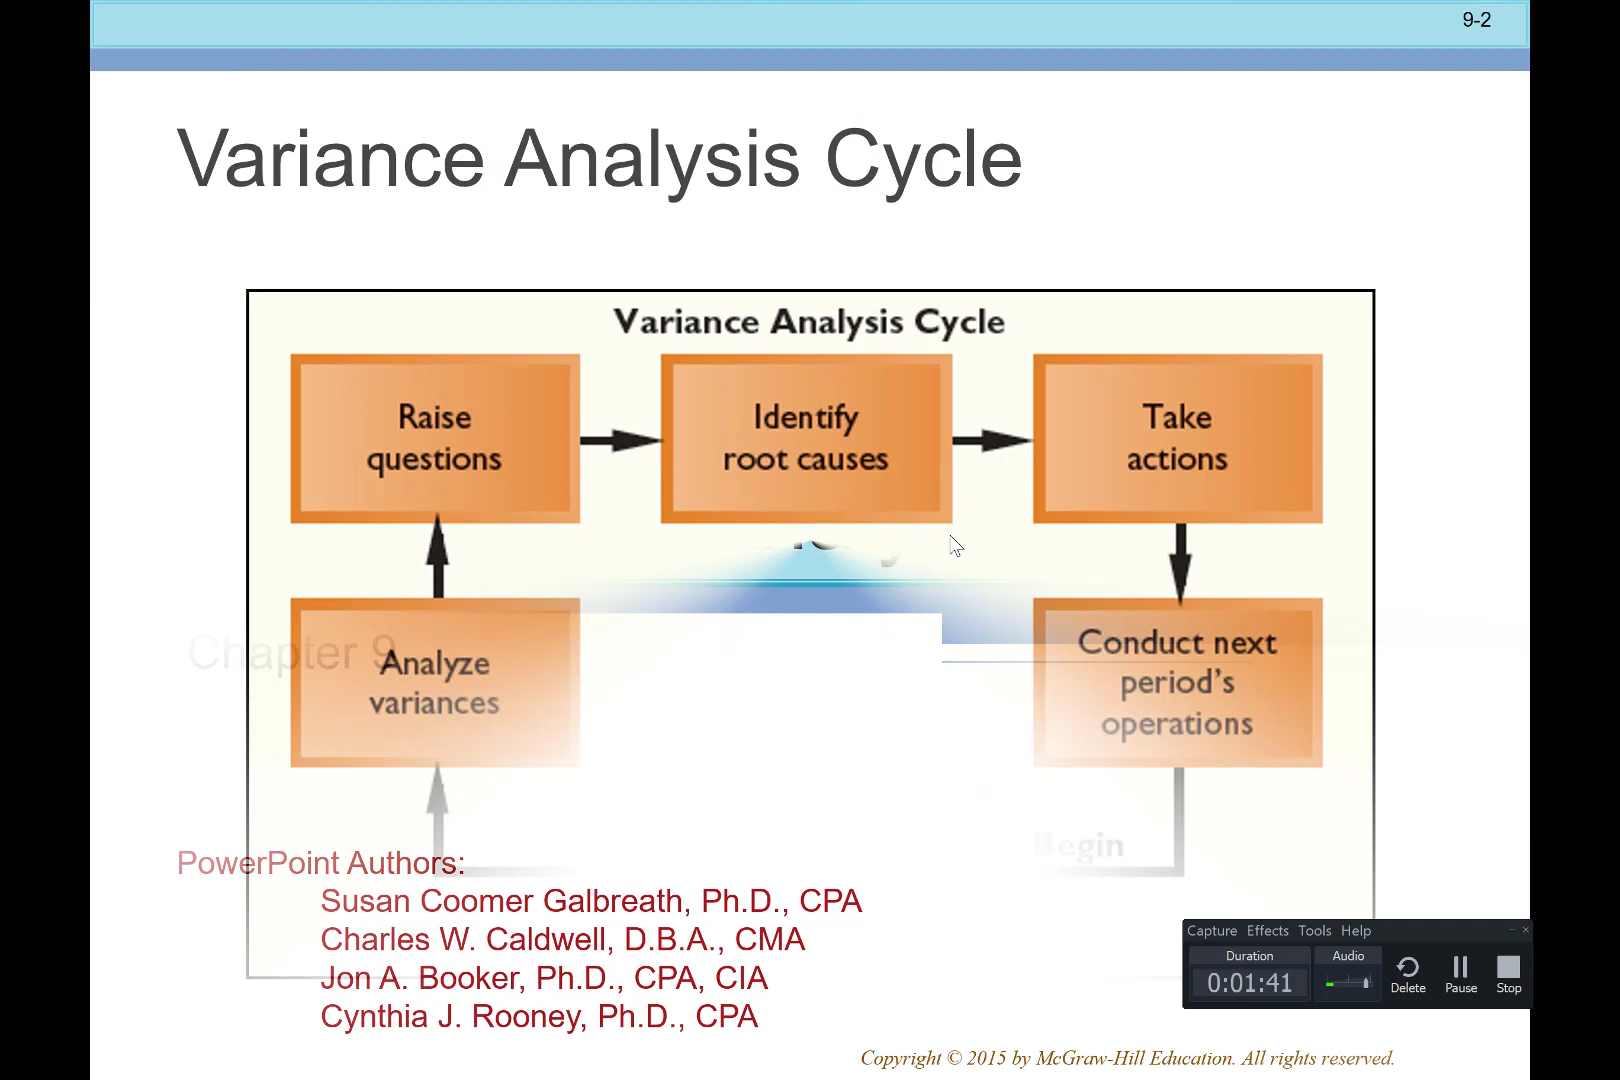 9-2
Variance Analysis Cycle
Variance Analysis Cycle
Raise
questions
Identify
root causes
Take
actions
Chapter 9
Analyze
variances
Conduct next
period's
operations
Begin
PowerPoint Authors:
Susan Coomer Galbreath, Ph.D., CPA
Charles W. Caldwell, D.B.A., CMA
Jon A. Booker, Ph.D., CPA, CIA
Cynthia J. Rooney, Ph.D., CPA
Capture Effects Tools Help
Duration
0:01:41
Audio
Delete
Pause
Stop
Copyright © 2015 by McGraw-Hill Education. All rights reserved.